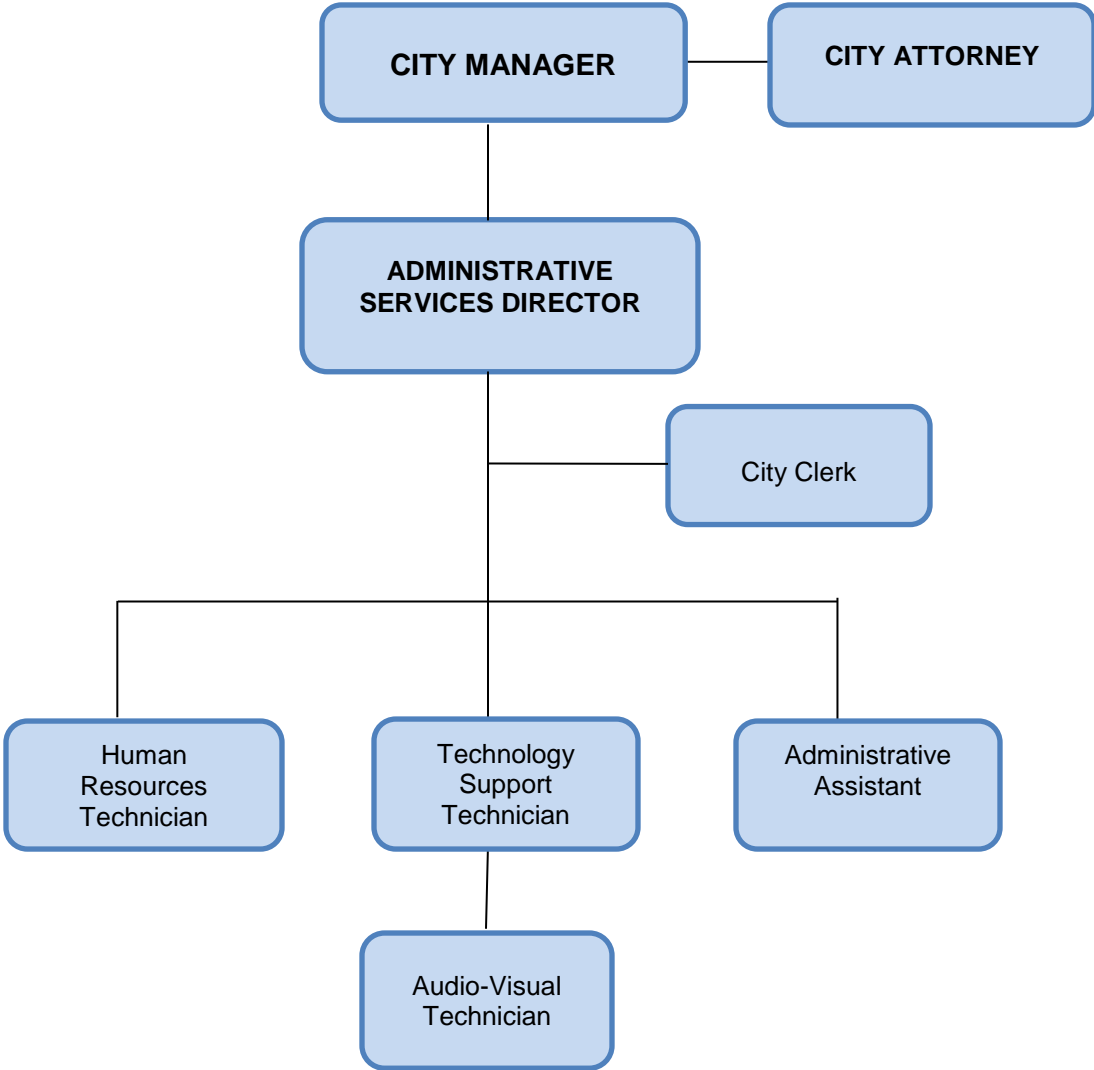 CITY MANAGER
CITY ATTORNEY
ADMINISTRATIVE
SERVICES DIRECTOR
City Clerk
Human
Resources
Technician
Technology
Support
Technician
Administrative
Assistant
Audio-Visual
Technician